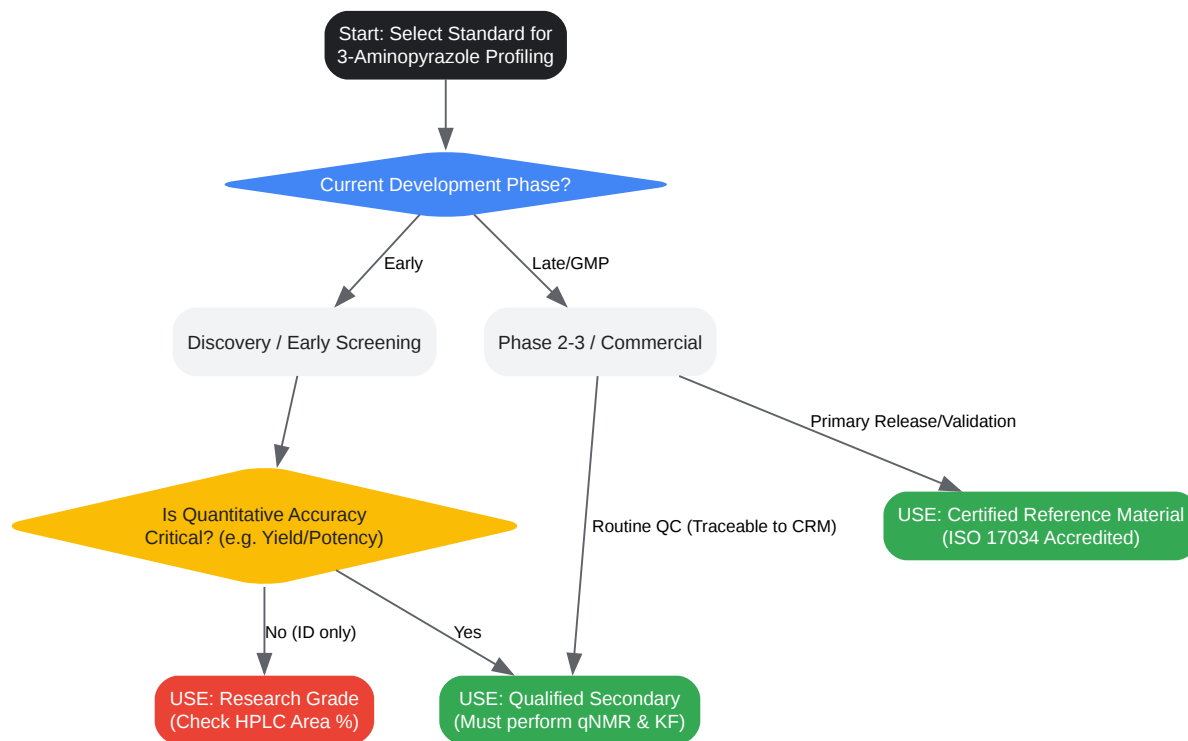 Start: Select Standard for
3-Aminopyrazole Profiling
Current Development Phase?
Early
Late/GMP
Discovery / Early Screening
Phase 2-3 / Commercial
Primary Release/Validation
Is Quantitative Accuracy
Critical? (e.g. Yield/Potency)
Routine QC (Traceable to CRM)
USE: Certified Reference Material
(ISO 17034 Accredited)
No (ID only)
Yes
USE: Research Grade
(Check HPLC Area %)
USE: Qualified Secondary
(Must perform qNMR & KF)